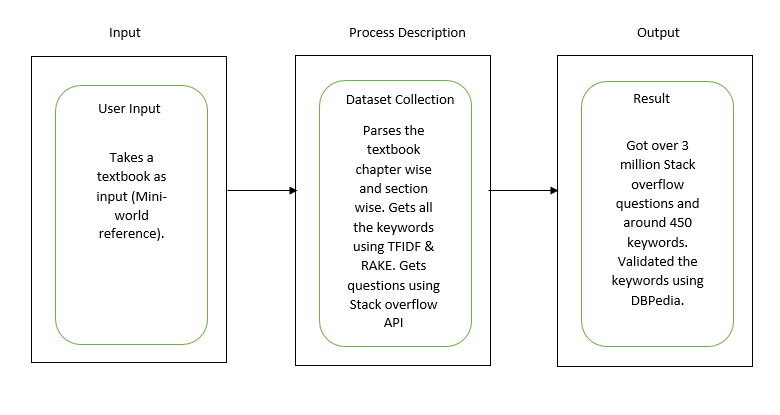 Input
User Input
Takes a
textbook as
input (Mini-
world
reference).
Process Description
Dataset Collection
Parses the
textbook
chapter wise
and section
wise. Gets all
the keywords
using TFIDF &
RAKE. Gets
questions using
Stack overflow
API
Output
Result
Got over 3
million Stack
overflow
questions and
around 450
keywords.
Validated the
keywords using
DBPedia.